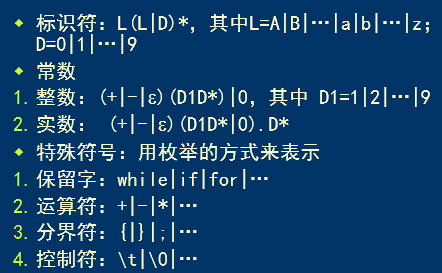 ◆ 标识符：L(L|D)*，其中L=A|B|…|a|b|…|z；
D=0|1|…|9
◆ 常数
1. 整数：(+|-|ε)(D1D*)|0，其中 D1=1|2|…|9
2. 实数： (+|-|ε)(D1D*|0).D*
◆ 特殊符号：用枚举的方式来表示
1. 保留字：while|if|for|…
2. 运算符：+|-|*|…
3. 分界符：{|}|;|…
4. 控制符：\t|\0|…